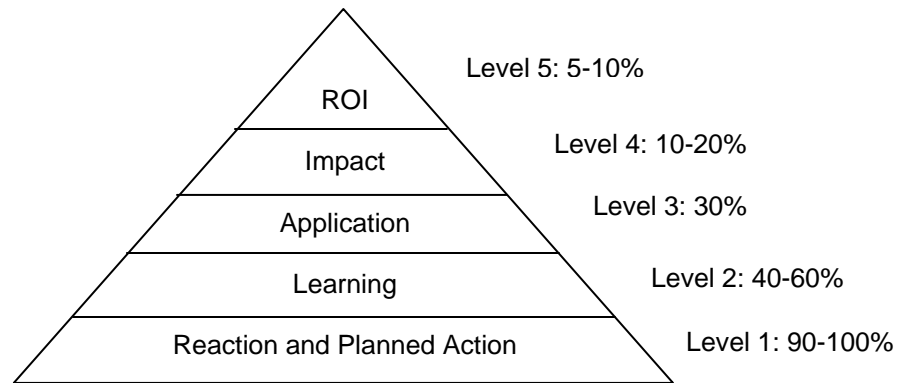 Level 5: 5-10%
ROI
Level 4: 10-20%
Impact
Level 3: 30%
Application
Level 2: 40-60%
Learning
Level 1: 90-100%
Reaction and Planned Action